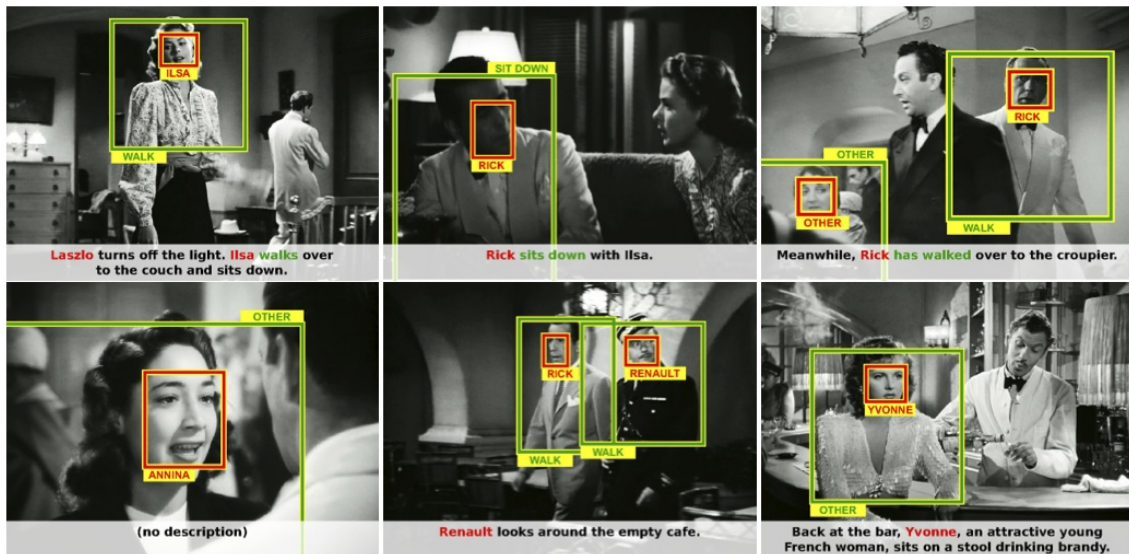 ILSA
WALK
Laszlo turns off the light. Ilsa walks over
to the couch and sits down.
SIT DOWN
RICK
Rick sits down with Ilsa.
RICK
OTHER
OTHER
WALK
Meanwhile, Rick has walked over to the croupier.
OTHER
ANNINA
(no description)
RICK
RENAULT
WALK
WALK
Renault looks around the empty cafe.
YVONNE
OTHER
Back at the bar, Yvonne, an attractive young
French woman, sits on a stool drinking brandy.